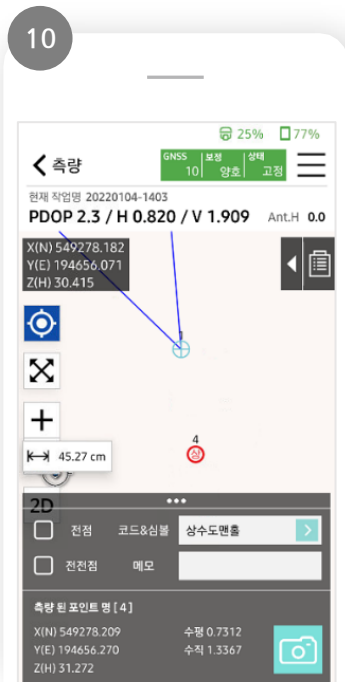 10
25% 77%
측량
GNSS 보정 상태
10 양호 고정
현재 작업명 20220104-1403
PDOP 2.3 / H 0.820 / V 1.909 Ant.H 0.0
X(N) 549278.182
Y(E) 194656.071
Z(H) 30.415
1
4
상
45.27 cm
2D
전점 코드&심볼 상수도맨홀
전전점 메모
측량 된 포인트 명 [ 4 ]
X(N) 549278.209 수평 0.7312
Y(E) 194656.270 수직 1.3367
Z(H) 31.272